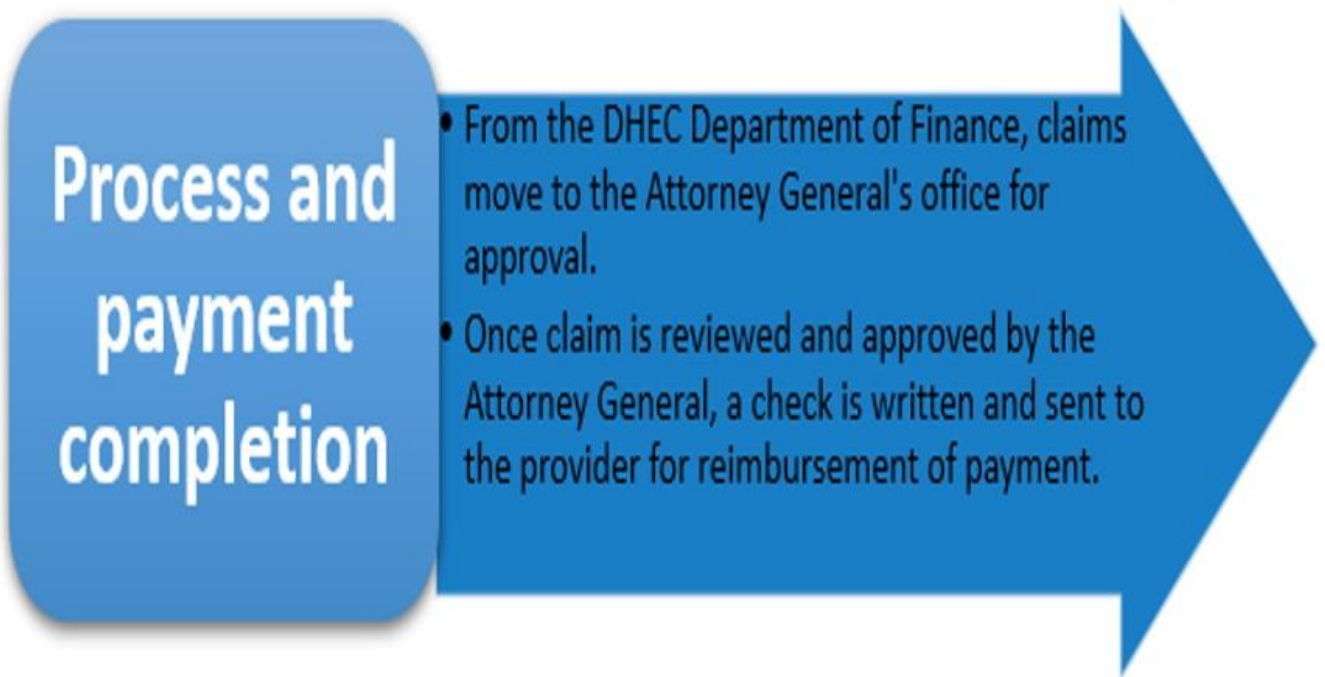 Process and
payment
completion
• From the DHEC Department of Finance, claims
move to the Attorney General's office for
approval.
• Once claim is reviewed and approved by the
Attorney General, a check is written and sent to
the provider for reimbursement of payment.